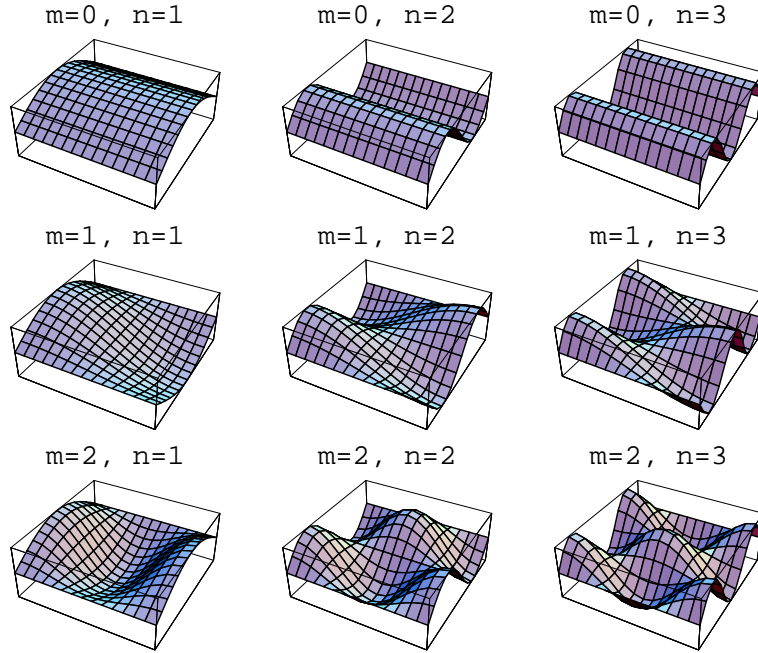 m=0, n=1
m=0, n=2
m=0, n=3
m=1, n=1
m=1, n=2
m=1, n=3
m=2, n=1
m=2, n=2
m=2, n=3